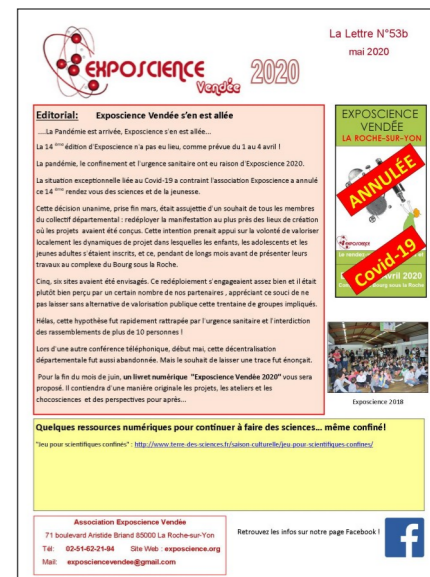 La Lettre N°53b
mai 2020
EXPOSCIENCE
Vendée
2020
Editorial: Exposcience Vendée s'en est allée
....La Pandémie est arrivée, Exposcience s'en est allée...
La 14 ème édition d'Exposcience n'a pas eu lieu, comme prévue du 1 au 4 avril !
La pandémie, le confinement et l'urgence sanitaire ont eu raison d'Exposcience 2020.
La situation exceptionnelle liée au Covid-19 a contraint l'association Exposcience a annulé
ce 14 ème rendez vous des sciences et de la jeunesse.
Cette décision unanime, prise fin mars, était assujettie d'un souhait de tous les membres
du collectif départemental : redéployer la manifestation au plus près des lieux de création
où les projets avaient été conçus. Cette intention prenait appui sur la volonté de valoriser
localement les dynamiques de projet dans lesquelles les enfants, les adolescents et les
jeunes adultes s'étaient inscrits, et ce, pendant de longs mois avant de présenter leurs
travaux au complexe du Bourg sous la Roche.
Cinq, six sites avaient été envisagés. Ce redéploiement s'engageaient assez bien et il était
plutôt bien perçu par un certain nombre de nos partenaires , appréciant ce souci de ne
pas laisser sans alternative de valorisation publique cette trentaine de groupes impliqués.
Hélas, cette hypothèse fut rapidement rattrapée par l'urgence sanitaire et l'interdiction
des rassemblements de plus de 10 personnes !
Lors d'une autre conférence téléphonique, début mai, cette décentralisation
départementale fut aussi abandonnée. Mais le souhait de laisser une trace fut énonçait.
Pour la fin du mois de juin, un livret numèrique "Exposcience Vendée 2020" vous sera
proposé. Il contiendra d'une manière originale les projets, les ateliers et les
chocosciences et des perspectives pour après...
EXPOSCIENCE
VENDÉE
LA ROCHE-SUR-YON
ANNULÉE
Covid-19
Avril 2020
Exposcience 2018
Quelques ressources numériques pour continuer à faire des sciences... même confiné!
"Jeu pour scientifiques confinés" : http://www.terre-des-sciences.fr/saison-culturelle/jeu-pour-scientifiques-confines/
Association Exposcience Vendée
71 boulevard Aristide Briand 85000 La Roche-sur-Yon
Tél: 02-51-62-21-94 Site Web : exposcience.org
Mail: exposciencevendee@gmail.com
Retrouvez les infos sur notre page Facebook !
f